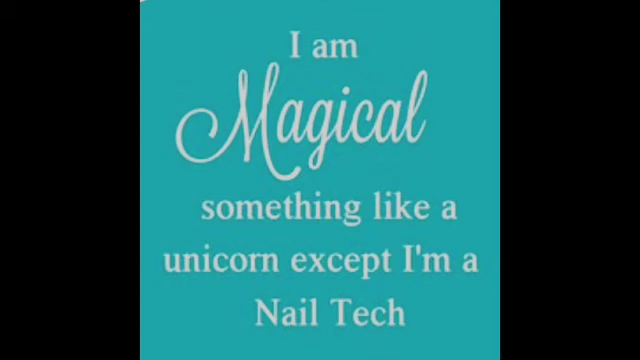 I am
Magical
something like a
unicorn except I'm a
Nail Tech